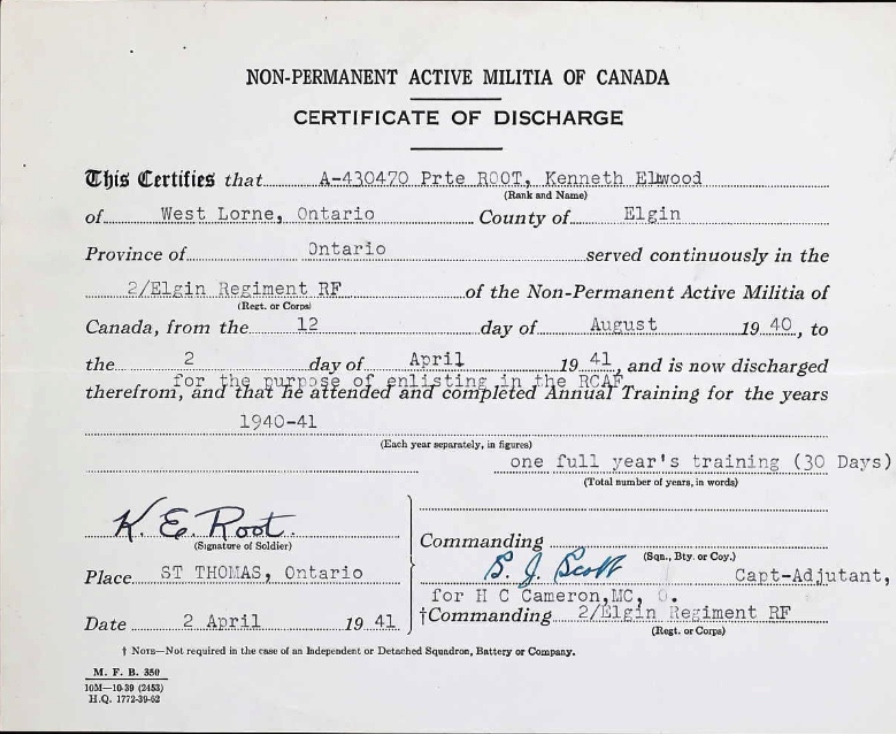 NON-PERMANENT ACTIVE MILITIA OF CANADA
CERTIFICATE OF DISCHARGE
This Certifies that A-430470 Prte ROOT, Kenneth Elwood
(Rank and Name)
of West Lorne, Ontario County of Elgin
Province of Ontario served continuously in the
2/Elgin Regiment RF of the Non-Permanent Active Militia of
(Regt. or Corps)
Canada, from the 12 day of August 19 40, to
the 2 day of April 19 41, and is now discharged
for the purpose of enlisting in the RCAF
therefrom, and that he attended and completed Annual Training for the years
1940-41
(Each year separately, in figures)
one full year's training (30 Days)
(Total number of years, in words)
K. E. Root.
(Signature of Soldier)
Place ST THOMAS, Ontario
Date 2 April 19 41
Commanding
(Sqn., Bty. or Coy.)
Scott Capt-Adjutant,
for H C Cameron,MC,
†Commanding 2/Elgin Regiment RF
(Regt. or Corps)
† NOTE—Not required in the case of an Independent or Detached Squadron, Battery or Company.
M. F. B. 350
10M—10-39 (2453)
H.Q. 1772-39-62